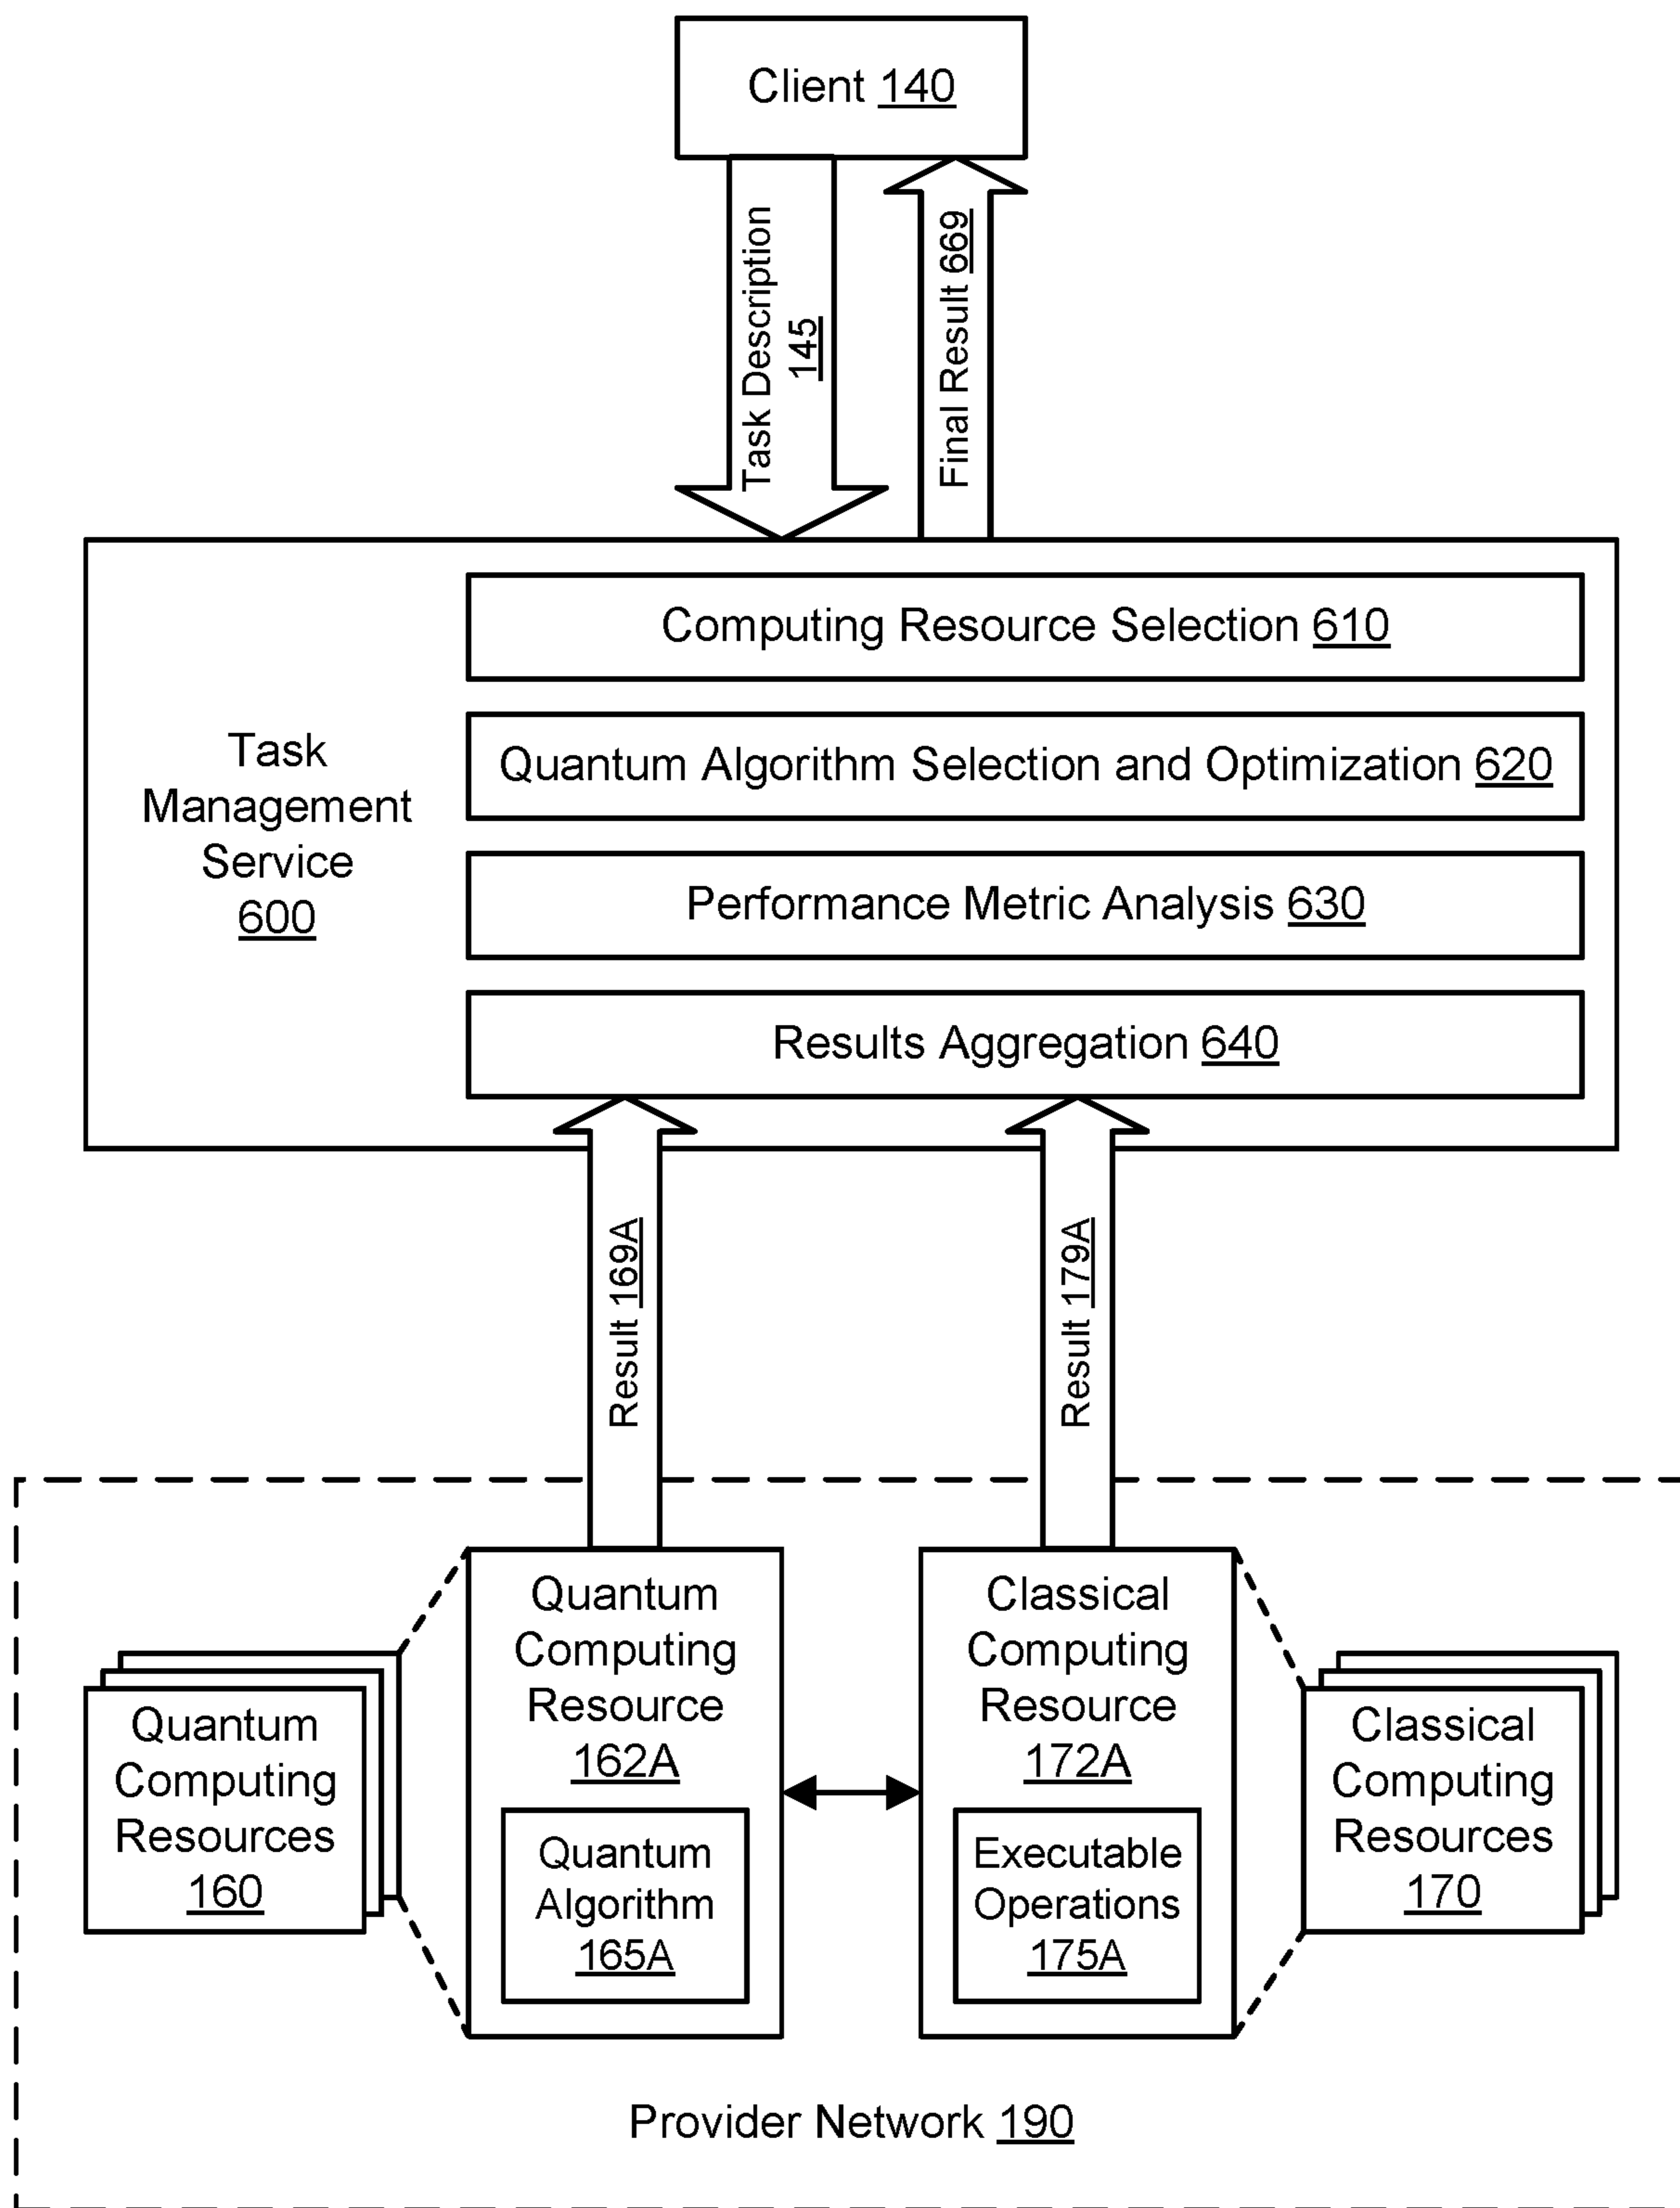 Client 140
Task Description
145
Final Result 669
Computing Resource Selection 610
Quantum Algorithm Selection and Optimization 620
Task
Management
Service
600
Performance Metric Analysis 630
Results Aggregation 640
Result 169A
Result 179A
Quantum
Computing
Resources
160
Quantum
Computing
Resource
162A
Quantum
Algorithm
165A
Classical
Computing
Resource
172A
Executable
Operations
175A
Classical
Computing
Resources
170
Provider Network 190